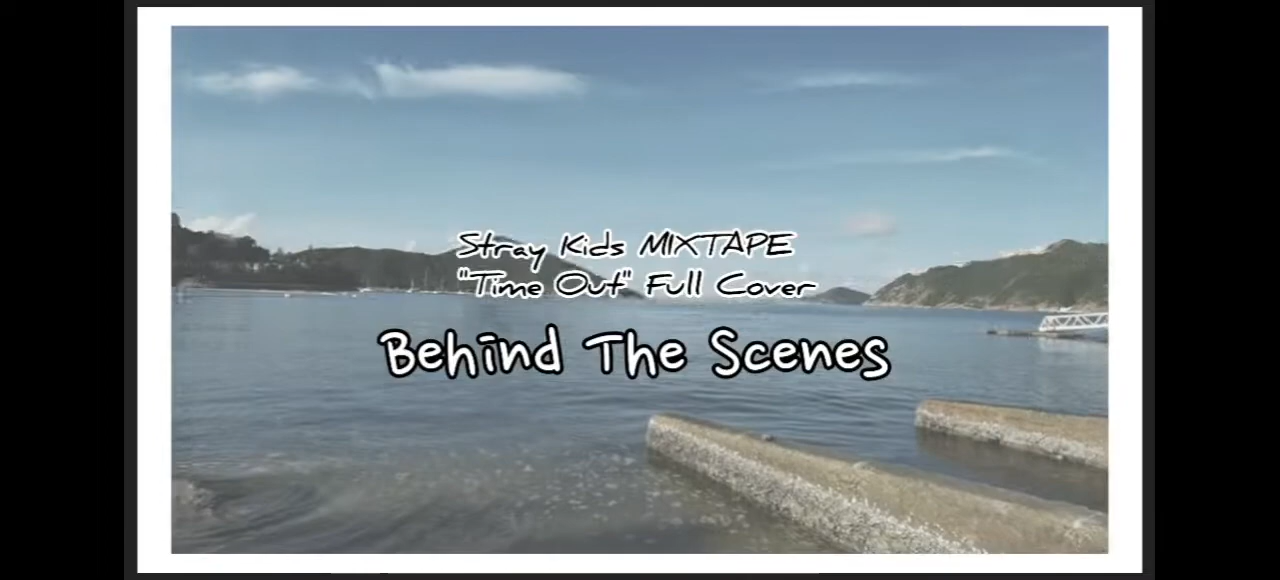 Stray Kids MIXTAPE
"Time Out" Full Cover
Behind The Scenes